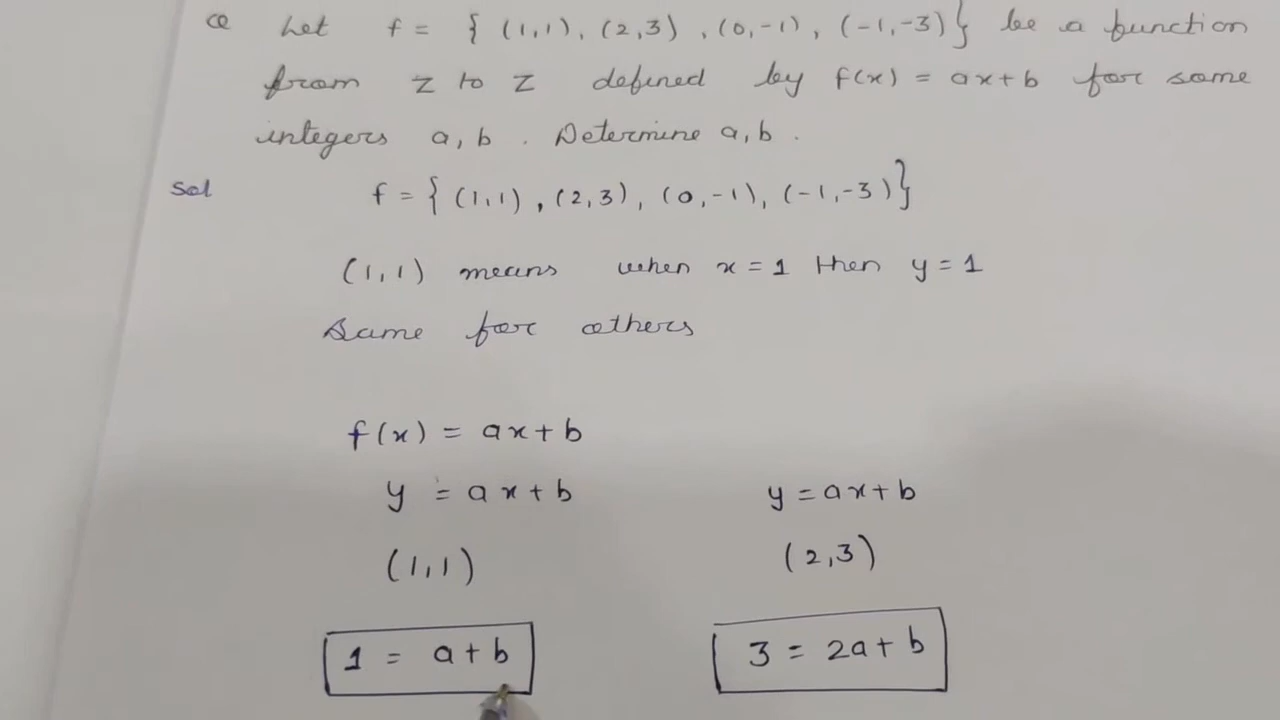 Q Let f = { (1,1), (2,3) , (0,-1), (-1,-3)} be a function
from Z to Z defined by f(x) = ax+b for some
integers a, b . Determine a, b .
Sol f = { (1,1) , (2,3), (0,-1), (-1,-3)}
(1,1) means when x = 1 then y = 1
Same for others
f(x) = ax+b
y = ax+b y = ax+b
(1,1) (2,3)
1 = a+b 3 = 2a+b